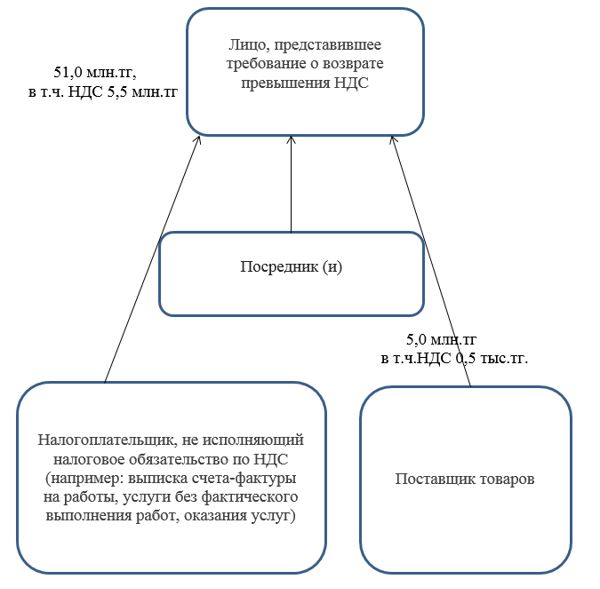 Лицо, представившее
требование о возврате
превышения НДС
51,0 млн.тг,
в т.ч. НДС 5,5 млн.тг
Посредник (и)
5,0 млн.тг
в т.ч.НДС 0,5 тыс.тг.
Налогоплательщик, не исполняющий
налоговое обязательство по НДС
(например: выписка счета-фактуры
на работы, услуги без фактического
выполнения работ, оказания услуг)
Поставщик товаров